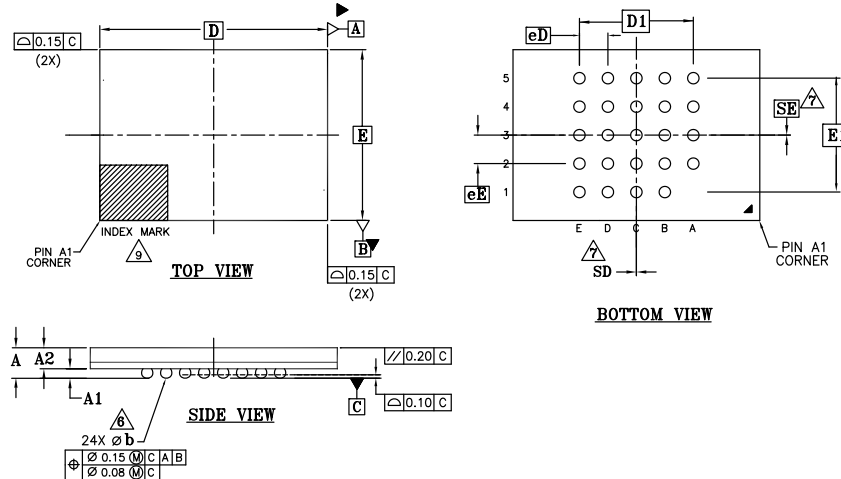 D
A
0.15 C
(2X)
E
INDEX MARK
9
PIN A1
CORNER
TOP VIEW
B
0.15 C
(2X)
D1
eD
5
4
3
2
1
SE
7
E1
eE
E D C B A
7
SD
PIN A1
CORNER
BOTTOM VIEW
A
A2
A1
// 0.20 C
C
0.10 C
SIDE VIEW
6
24X Ø b
⌖ Ø 0.15 Ⓜ C A B
Ø 0.08 Ⓜ C